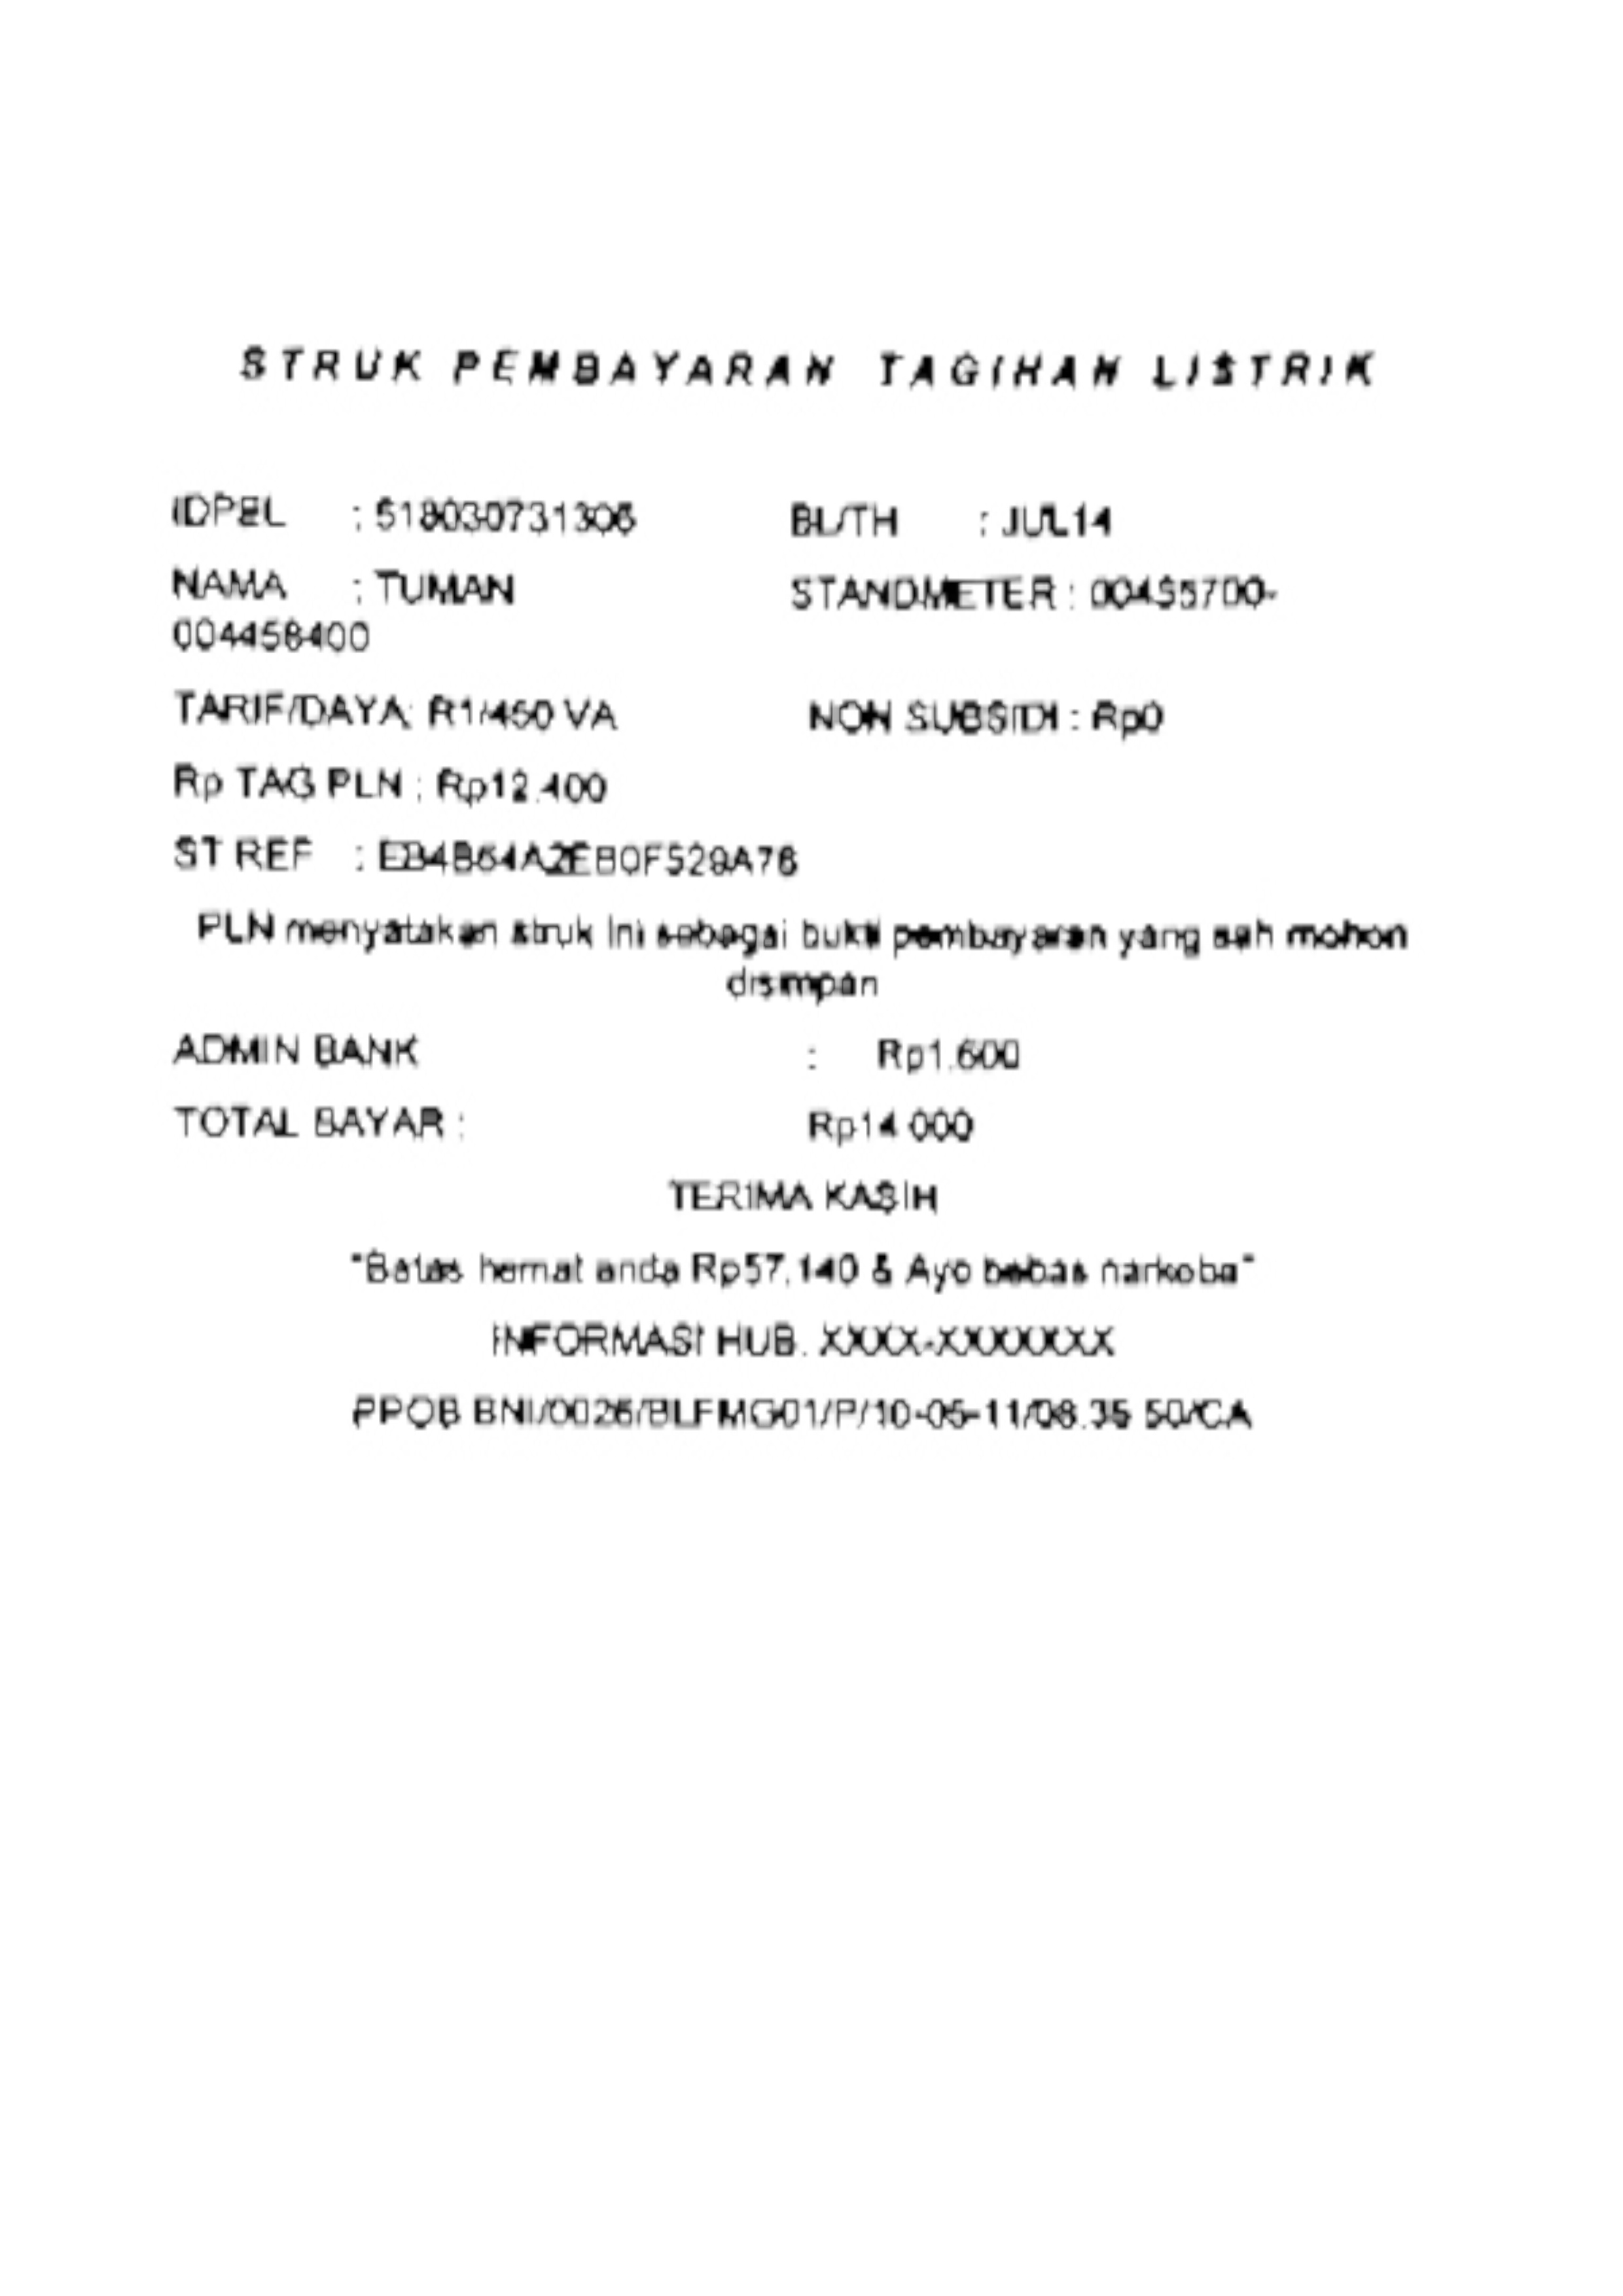 STRUK PEMBAYARAN TAGIHAN LISTRIK
IDPEL : 518030731306 BL/TH : JUL14
NAMA : TUMAN STANDMETER : 00455700-
004458400
TARIF/DAYA: R1/450 VA NON SUBSIDI : Rp0
Rp TAG PLN : Rp12.400
ST REF : EB4B64A2EB0F529A76
PLN menyatakan struk ini sebagai bukti pembayaran yang sah mohon
disimpan
ADMIN BANK : Rp1.600
TOTAL BAYAR : Rp14.000
TERIMA KASIH
"Batas hemat anda Rp57.140 & Ayo bebas narkoba"
INFORMASI HUB. XXXX-XXXXXXX
PPOB BNI/0026/BLFMG01/P/10-05-11/08.35 50/CA